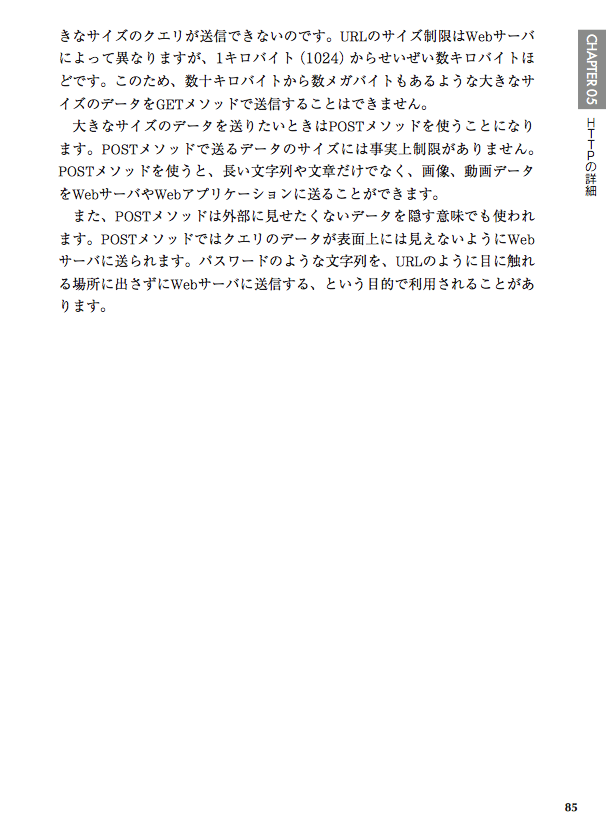 きなサイズのクエリが送信できないのです。URLのサイズ制限はWebサーバ
によって異なりますが、1キロバイト（1024）からせいぜい数キロバイトほ
どです。このため、数十キロバイトから数メガバイトもあるような大きなサ
イズのデータをGETメソッドで送信することはできません。
大きなサイズのデータを送りたいときはPOSTメソッドを使うことになり
ます。POSTメソッドで送るデータのサイズには事実上制限がありません。
POSTメソッドを使うと、長い文字列や文章だけでなく、画像、動画データ
をWebサーバやWebアプリケーションに送ることができます。
また、POSTメソッドは外部に見せたくないデータを隠す意味でも使われ
ます。POSTメソッドではクエリのデータが表面上には見えないようにWeb
サーバに送られます。パスワードのような文字列を、URLのように目に触れ
る場所に出さずにWebサーバに送信する、という目的で利用されることがあ
ります。
CHAPTER 05
HTTPの詳細
85